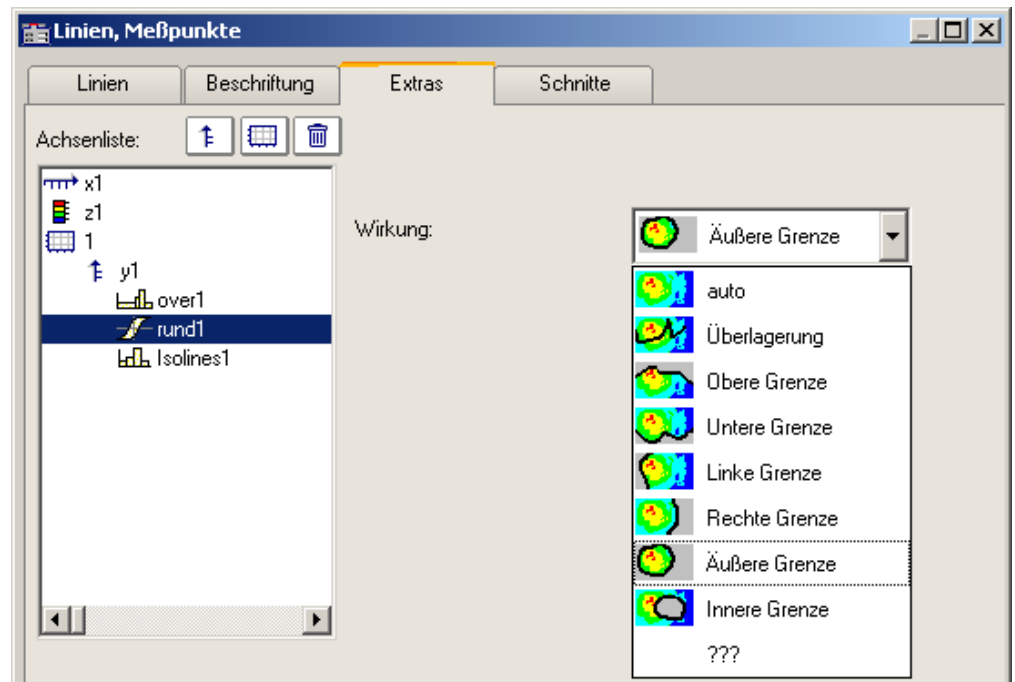 Linien, Meßpunkte
Linien
Beschriftung
Extras
Schnitte
Achsenliste:
x1
z1
1
y1
over1
rund1
Isolines1
Wirkung:
Äußere Grenze
auto
Überlagerung
Obere Grenze
Untere Grenze
Linke Grenze
Rechte Grenze
Äußere Grenze
Innere Grenze
???